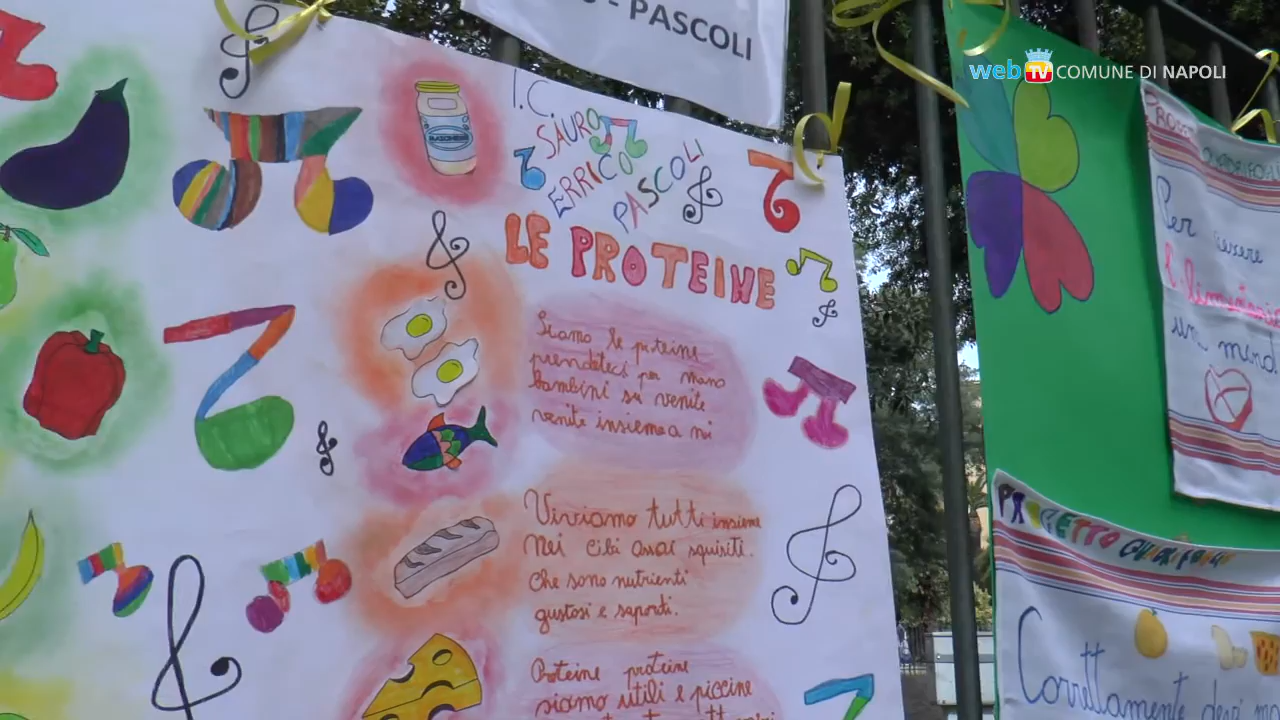 - PASCOLI
web TV COMUNE DI NAPOLI
I.C.
SAURO
ERRICO
PASCOLI
LE PROTEINE
Siamo le proteine
prendeteci per mano
bambini su venite
venite insieme a noi
Viviamo tutti insieme
Nei cibi assai squisiti.
che sono nutrienti
gustosi e saporiti.
Proteine proteine
siamo utili e piccine
Per
un
PROGETTO
Correttamente devi